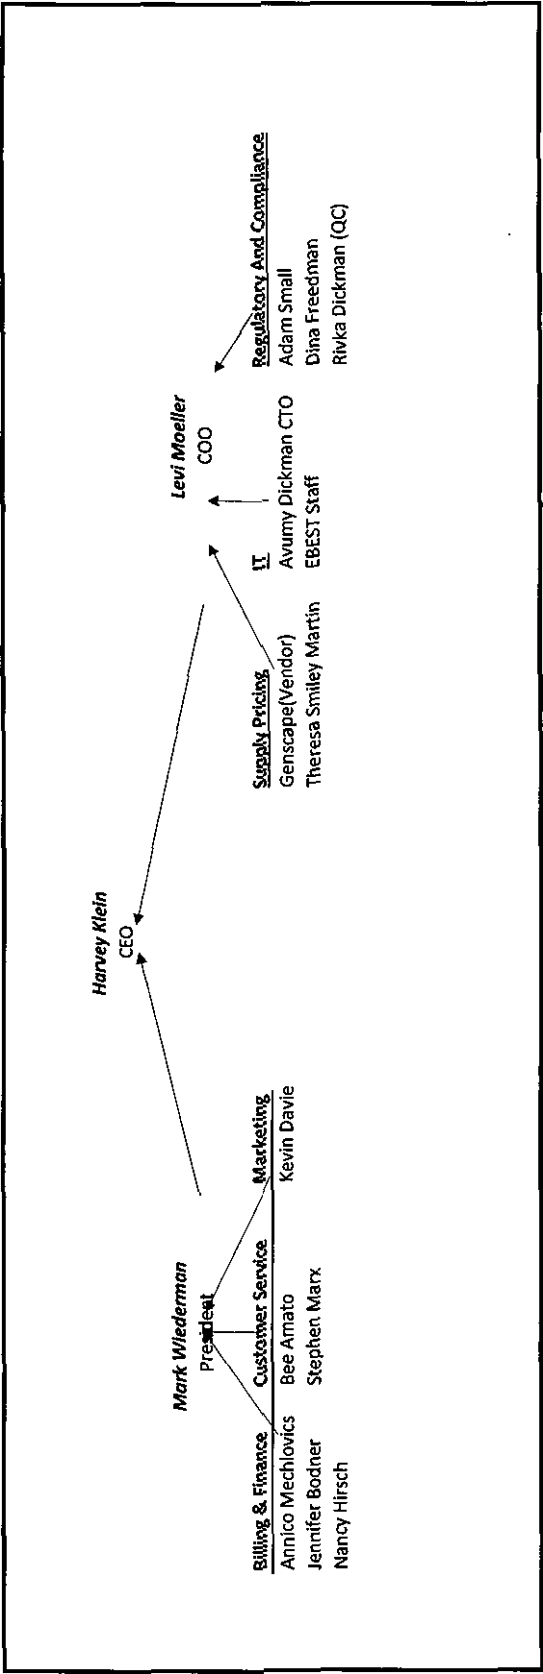 Harvey Klein
CEO
Mark Wiederman
President
Levi Moeller
COO
Billing & Finance
Annico Mechlovics
Jennifer Bodner
Nancy Hirsch
Customer Service
Bee Amato
Stephen Marx
Marketing
Kevin Davie
Supply Pricing
Genscape(Vendor)
Theresa Smiley Martin
I.T
Avumy Dickman CTO
EBEST Staff
Regulatory And Compliance
Adam Small
Dina Freedman
Rivka Dickman (QC)